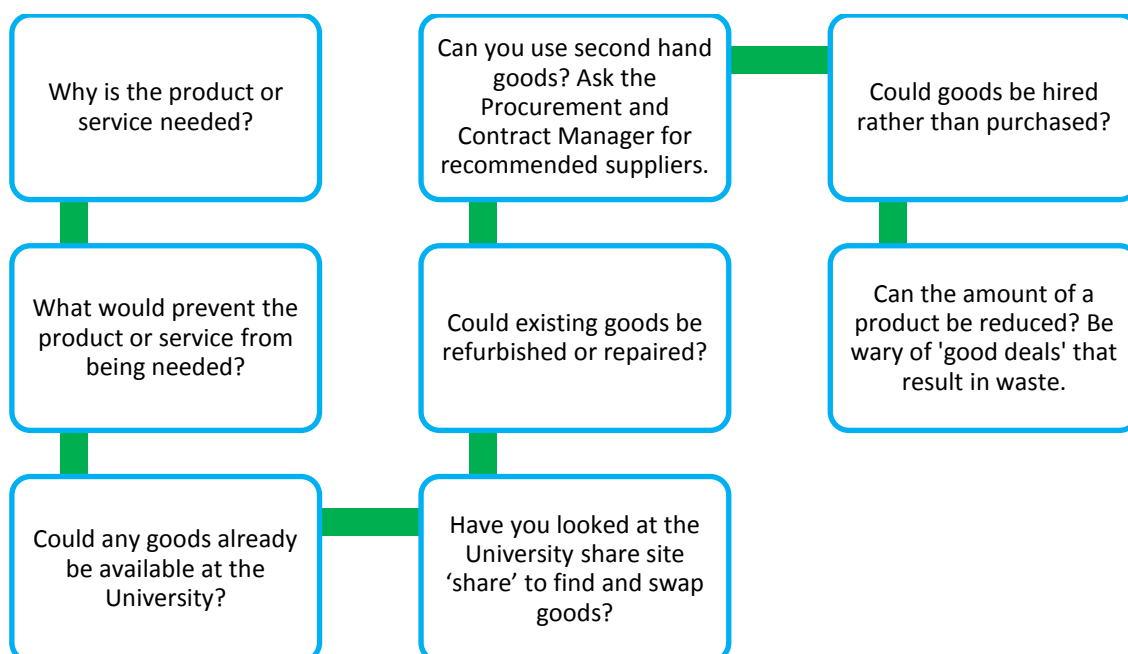 Why is the product or
service needed?
What would prevent the
product or service from
being needed?
Could any goods already
be available at the
University?
Have you looked at the
University share site
‘share’ to find and swap
goods?
Could existing goods be
refurbished or repaired?
Can you use second hand
goods? Ask the
Procurement and
Contract Manager for
recommended suppliers.
Could goods be hired
rather than purchased?
Can the amount of a
product be reduced? Be
wary of 'good deals' that
result in waste.